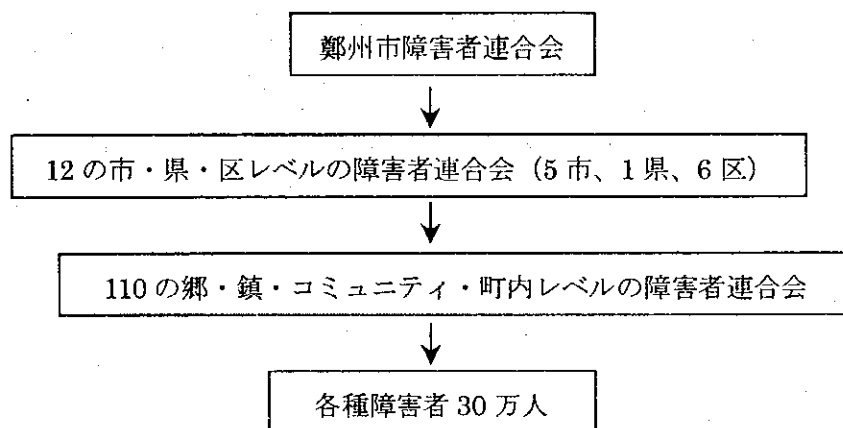 鄭州市障害者連合会
12の市・県・区レベルの障害者連合会（5市、1県、6区）
110の郷・鎮・コミュニティ・町内レベルの障害者連合会
各種障害者30万人